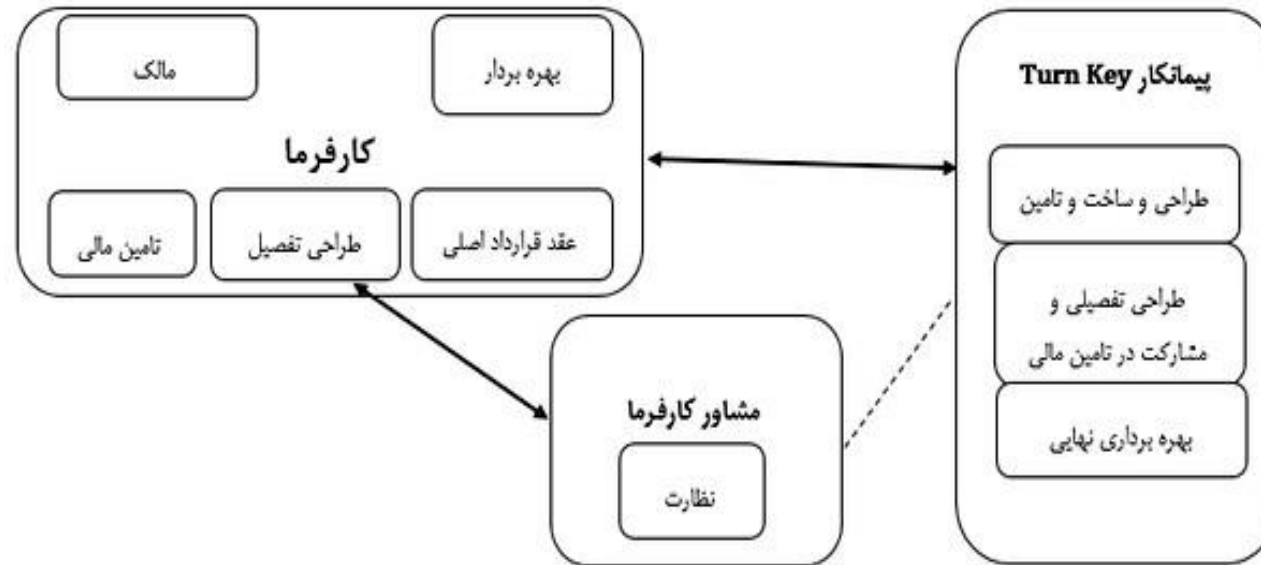 مالک
بهره بردار
کارفرما
تامین مالی
طراحی تفصیل
عقد قرارداد اصلی
پیمانکار Turn Key
طراحی و ساخت و تامین
طراحی تفصیلی و
مشارکت در تامین مالی
بهره برداری نهایی
مشاور کارفرما
نظارت